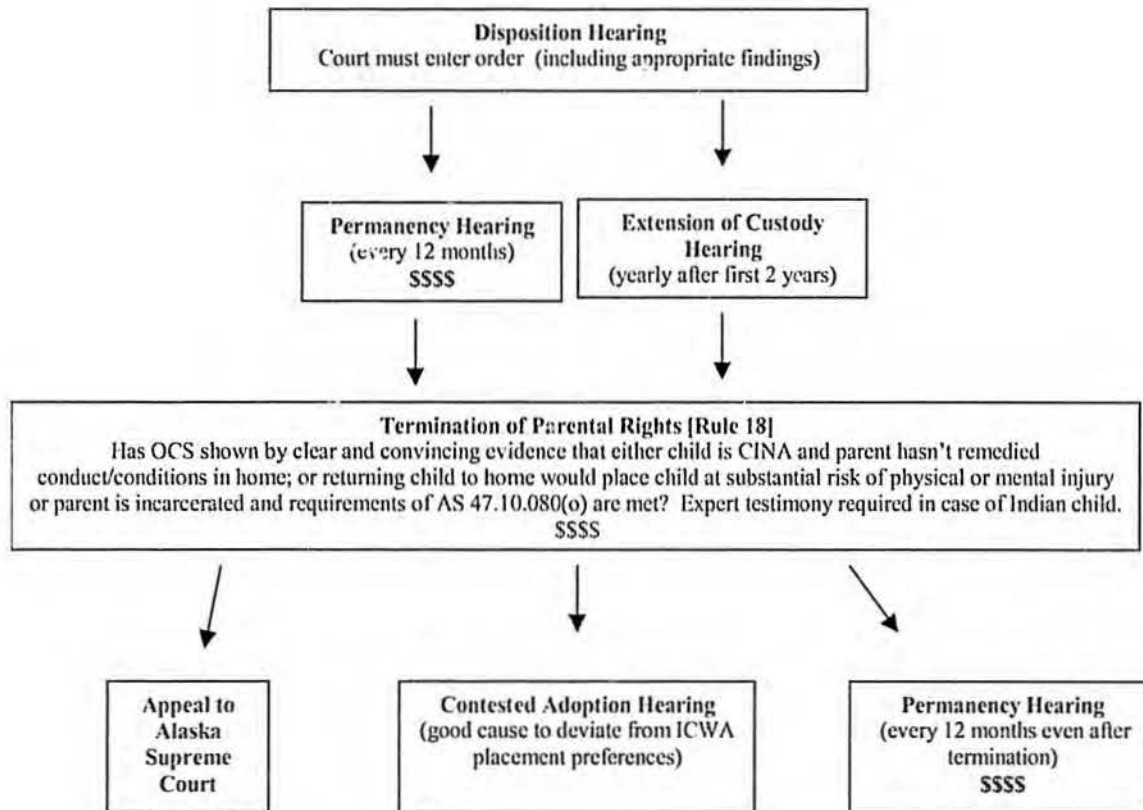 Disposition Hearing
Court must enter order (including appropriate findings)
Permanency Hearing
(every 12 months)
$$$$
Extension of Custody
Hearing
(yearly after first 2 years)
Termination of Parental Rights [Rule 18]
Has OCS shown by clear and convincing evidence that either child is CINA and parent hasn't remedied
conduct/conditions in home; or returning child to home would place child at substantial risk of physical or mental injury
or parent is incarcerated and requirements of AS 47.10.080(o) are met? Expert testimony required in case of Indian child.
$$$$
Appeal to
Alaska
Supreme
Court
Contested Adoption Hearing
(good cause to deviate from ICWA
placement preferences)
Permanency Hearing
(every 12 months even after
termination)
$$$$